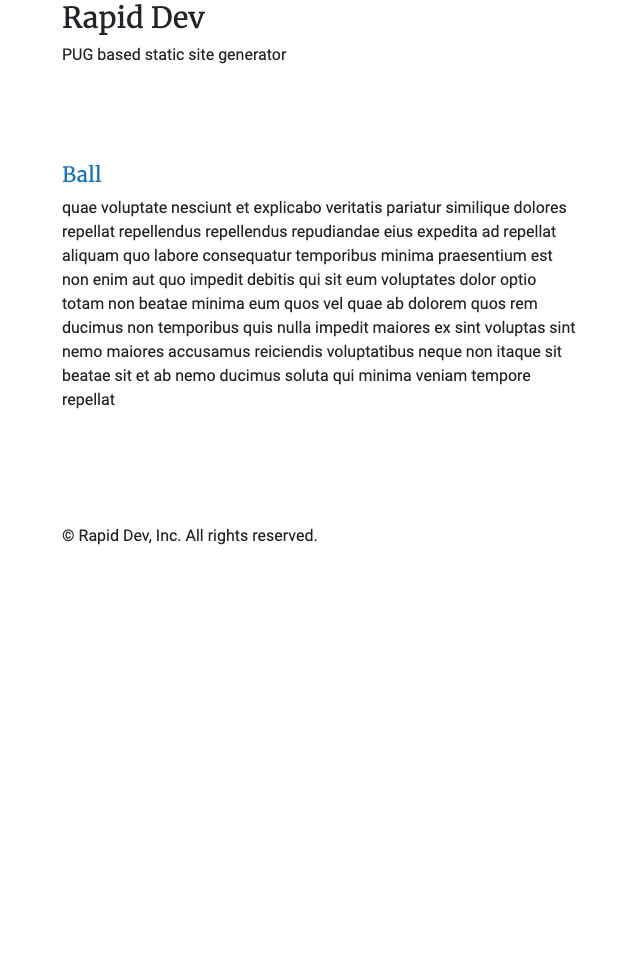 Rapid Dev
PUG based static site generator
Ball
quae voluptate nesciunt et explicabo veritatis pariatur similique dolores
repellat repellendus repellendus repudiandae eius expedita ad repellat
aliquam quo labore consequatur temporibus minima praesentium est
non enim aut quo impedit debitis qui sit eum voluptates dolor optio
totam non beatae minima eum quos vel quae ab dolorem quos rem
ducimus non temporibus quis nulla impedit maiores ex sint voluptas sint
nemo maiores accusamus reiciendis voluptatibus neque non itaque sit
beatae sit et ab nemo ducimus soluta qui minima veniam tempore
repellat
© Rapid Dev, Inc. All rights reserved.